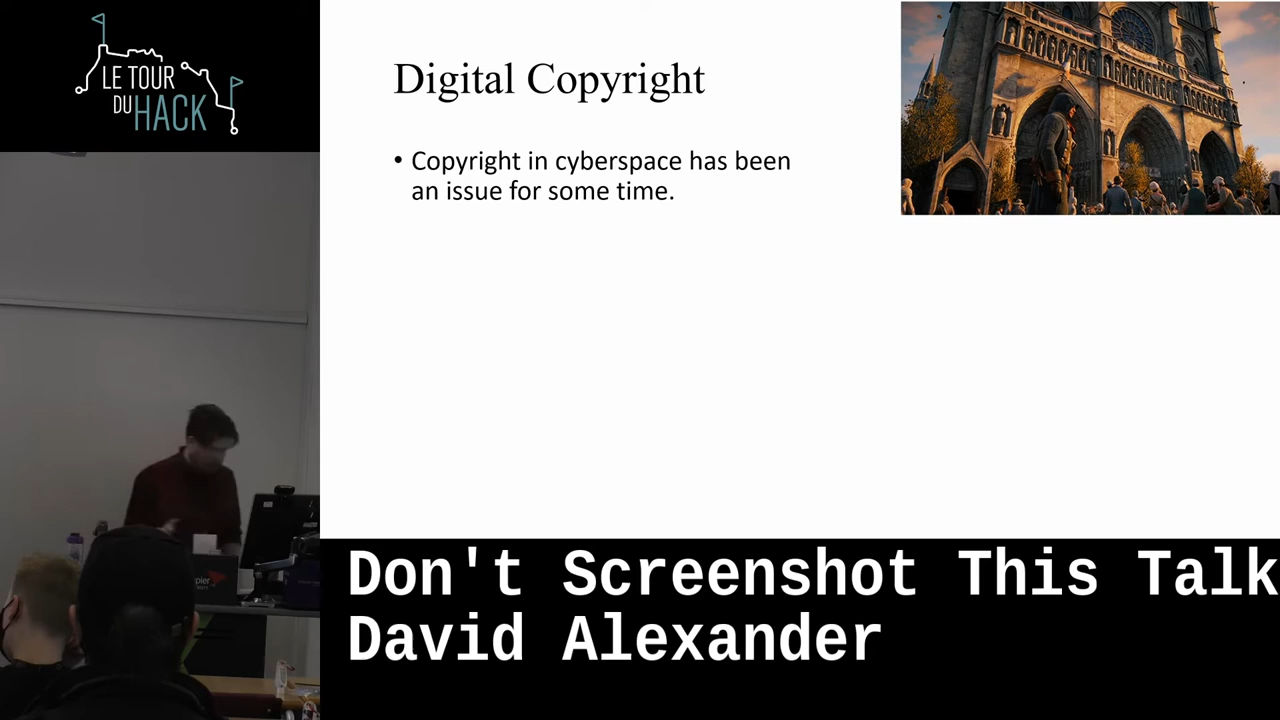 LE TOUR
DU HACK
Digital Copyright
• Copyright in cyberspace has been
an issue for some time.
Don't Screenshot This Talk
David Alexander